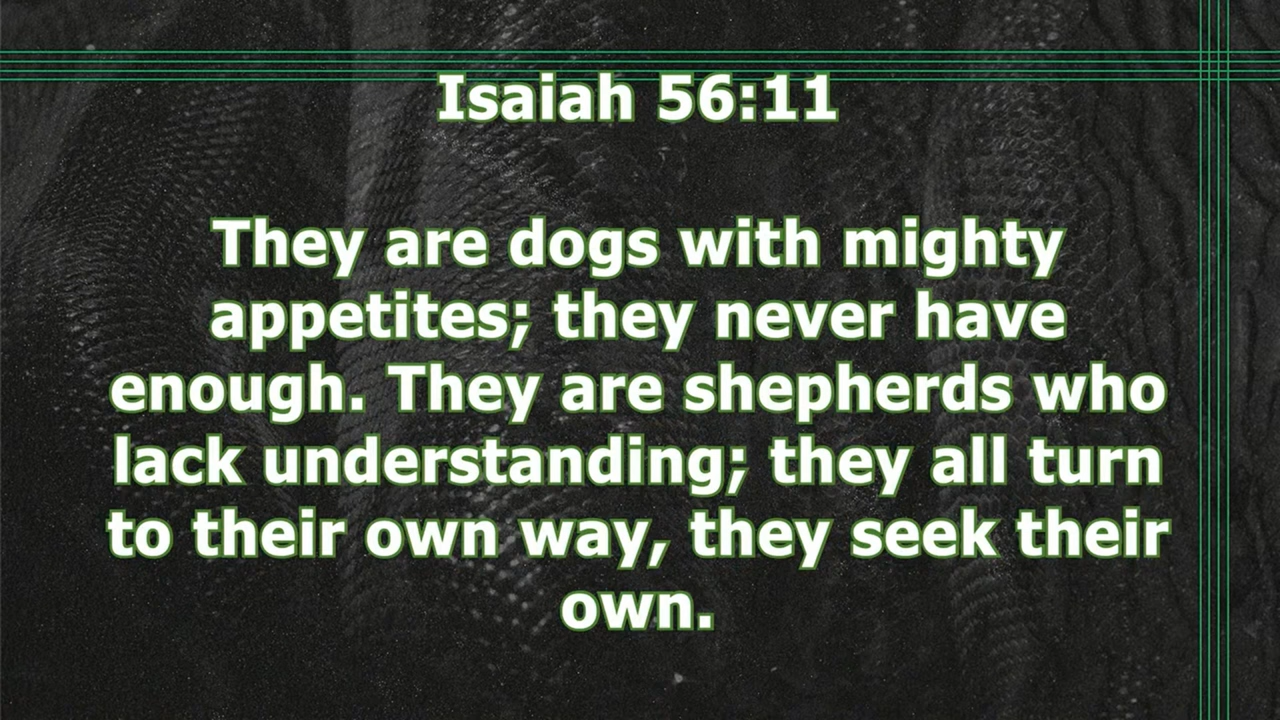 Isaiah 56:11
They are dogs with mighty
appetites; they never have
enough. They are shepherds who
lack understanding; they all turn
to their own way, they seek their
own.